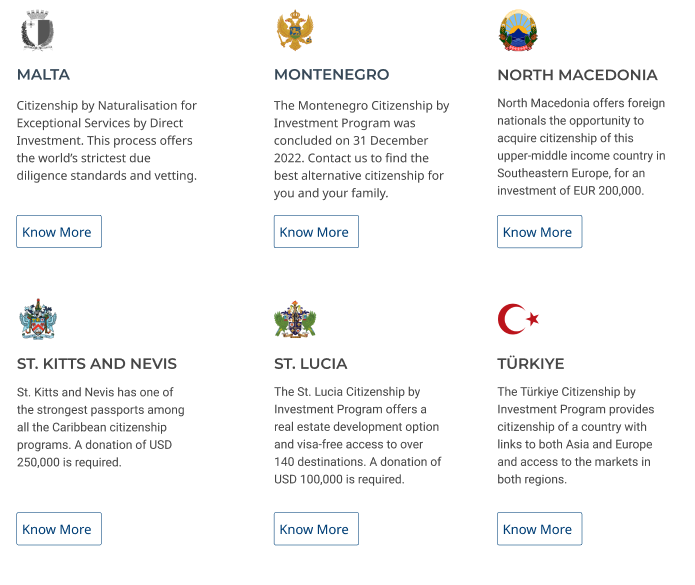 MALTA
Citizenship by Naturalisation for
Exceptional Services by Direct
Investment. This process offers
the world's strictest due
diligence standards and vetting.
Know More
MONTENEGRO
The Montenegro Citizenship by
Investment Program was
concluded on 31 December
2022. Contact us to find the
best alternative citizenship for
you and your family.
Know More
NORTH MACEDONIA
North Macedonia offers foreign
nationals the opportunity to
acquire citizenship of this
upper-middle income country in
Southeastern Europe, for an
investment of EUR 200,000.
Know More
ST. KITTS AND NEVIS
St. Kitts and Nevis has one of
the strongest passports among
all the Caribbean citizenship
programs. A donation of USD
250,000 is required.
Know More
ST. LUCIA
The St. Lucia Citizenship by
Investment Program offers a
real estate development option
and visa-free access to over
140 destinations. A donation of
USD 100,000 is required.
Know More
TÜRKIYE
The Türkiye Citizenship by
Investment Program provides
citizenship of a country with
links to both Asia and Europe
and access to the markets in
both regions.
Know More